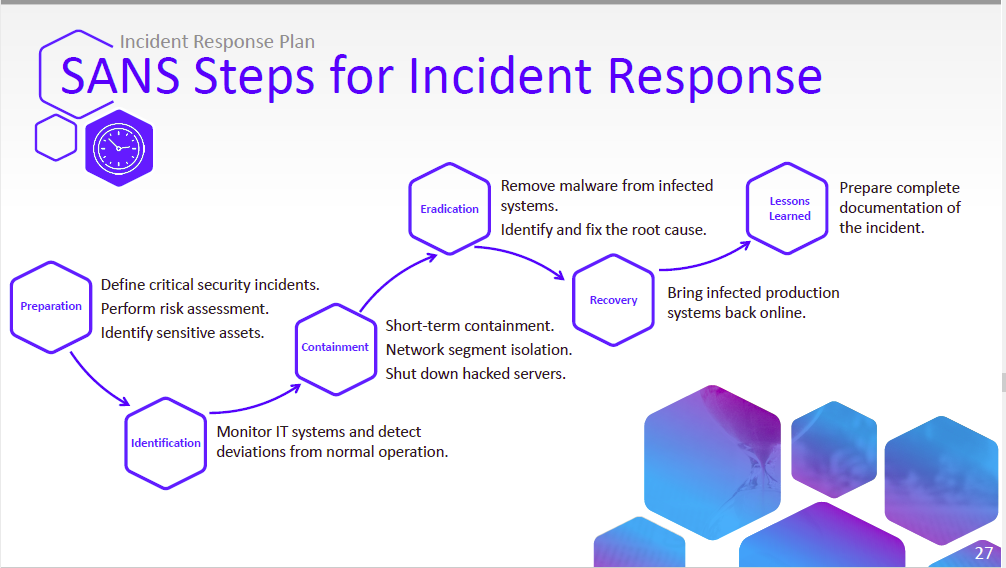 Incident Response Plan
SANS Steps for Incident Response
Preparation
Define critical security incidents.
Perform risk assessment.
Identify sensitive assets.
Identification
Monitor IT systems and detect
deviations from normal operation.
Containment
Short-term containment.
Network segment isolation.
Shut down hacked servers.
Eradication
Remove malware from infected
systems.
Identify and fix the root cause.
Recovery
Bring infected production
systems back online.
Lessons
Learned
Prepare complete
documentation of
the incident.
27